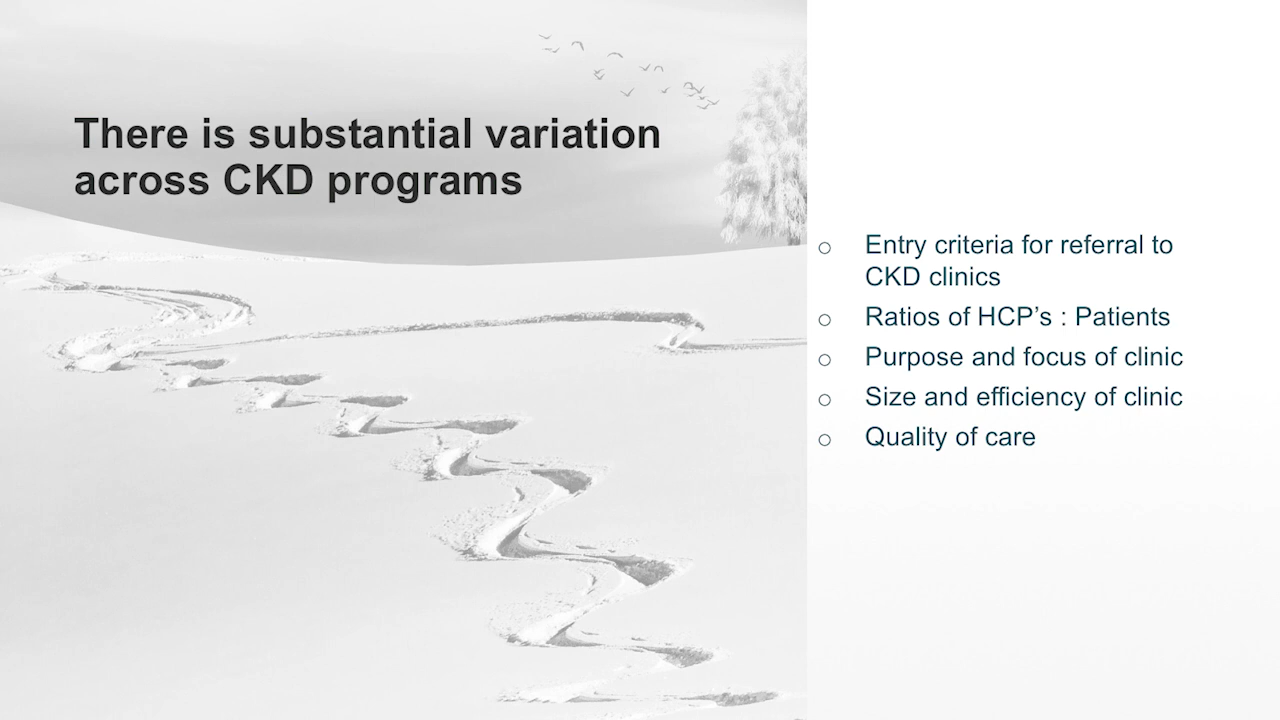 There is substantial variation
across CKD programs
o Entry criteria for referral to
CKD clinics
o Ratios of HCP’s : Patients
o Purpose and focus of clinic
o Size and efficiency of clinic
o Quality of care